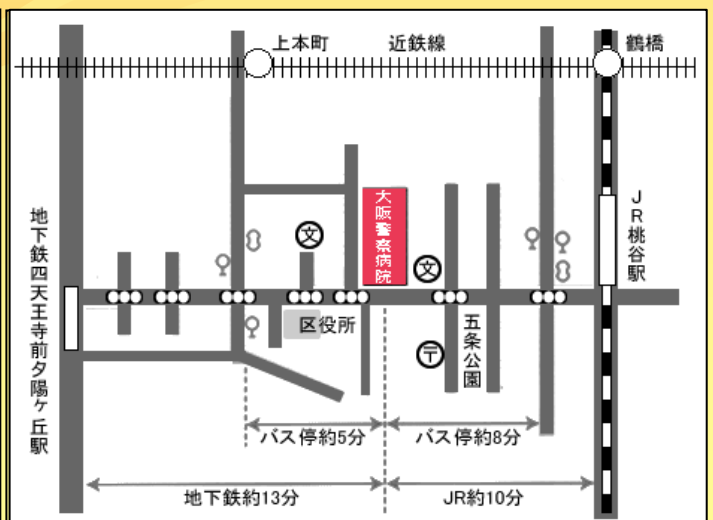 上本町
近鉄線
鶴橋
大阪警察病院
JR桃谷駅
地下鉄四天王寺前夕陽ヶ丘駅
文
文
区役所
五条公園
〒
バス停約5分
バス停約8分
地下鉄約13分
JR約10分